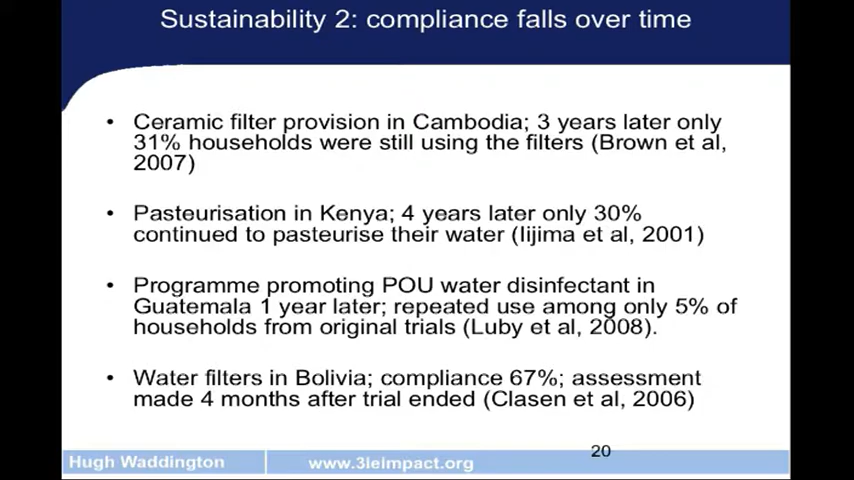 Sustainability 2: compliance falls over time
• Ceramic filter provision in Cambodia; 3 years later only
31% households were still using the filters (Brown et al,
2007)
• Pasteurisation in Kenya; 4 years later only 30%
continued to pasteurise their water (Iijima et al, 2001)
• Programme promoting POU water disinfectant in
Guatemala 1 year later; repeated use among only 5% of
households from original trials (Luby et al, 2008).
• Water filters in Bolivia; compliance 67%; assessment
made 4 months after trial ended (Clasen et al, 2006)
20
Hugh Waddington
www.3ieImpact.org